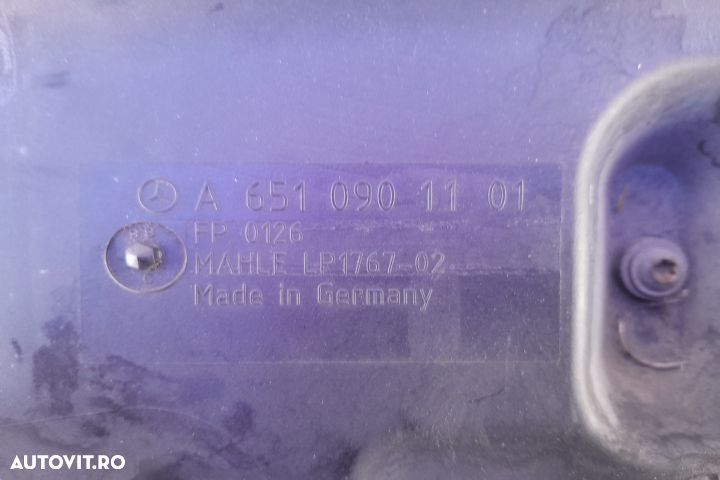 A 651 090 11 01
FP 0126
MAHLE LP1767-02
Made in Germany
AUTOVIT.RO